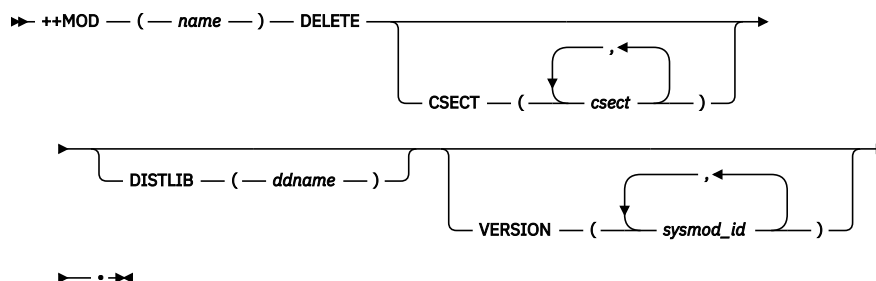 ++MOD ( name ) DELETE
,
CSECT ( csect )
DISTLIB ( ddname )
,
VERSION ( sysmod_id )
.